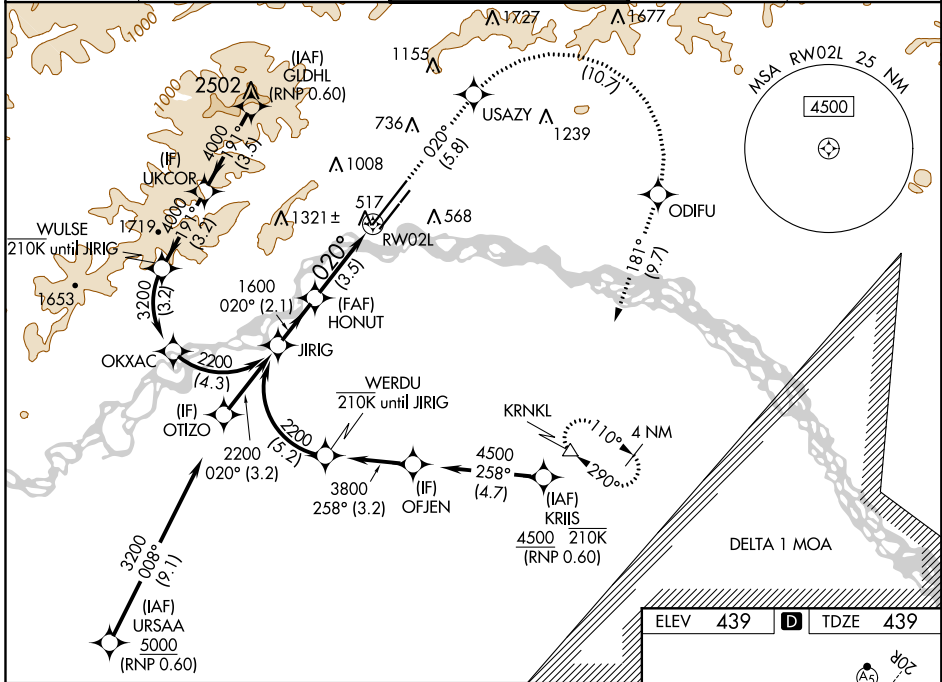 1000
(IAF)
GLDHL
(RNP 0.60)
2502
1000
4000
191°
(3.5)
(IF)
UKCOR
4000
191°
(3.2)
WULSE
210K until JIRIG
1719
1653
3200
(3.2)
OKXAC
2200
(4.3)
1727
1677
1155
(10.7)
USAZY
736
1239
020°
(5.8)
1008
517
1321±
568
RW02L
020°
(3.5)
1600
020° (2.1)
(FAF)
HONUT
JIRIG
ODIFU
181°
(9.7)
MSA RW02L 25 NM
4500
(IF)
OTIZO
2200
020° (3.2)
WERDU
210K until JIRIG
2200
(5.2)
3800
258° (3.2)
(IF)
OFJEN
4500
258°
(4.7)
KRNKL
110°
4 NM
290°
(IAF)
KRIIS
4500 210K
(RNP 0.60)
3200
008°
(9.1)
(IAF)
URSAA
5000
(RNP 0.60)
DELTA 1 MOA
ELEV 439 D TDZE 439
A5
20R